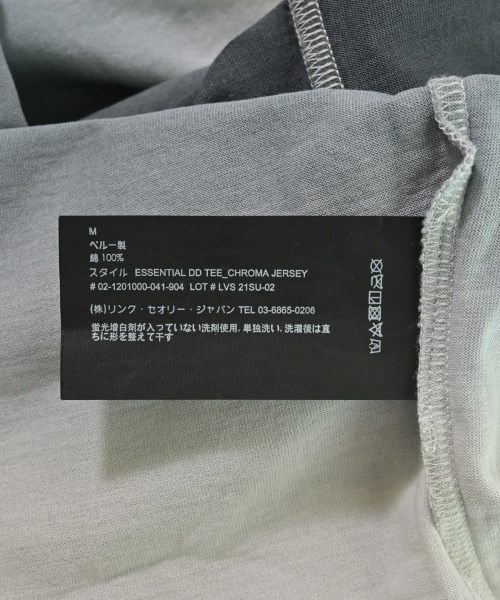 M
ペルー製
綿 100%
スタイル ESSENTIAL DD TEE_CHROMA JERSEY
# 02-1201000-041-904 LOT # LVS 21SU-02
(株)リンク・セオリー・ジャパン TEL 03-6865-0206
蛍光増白剤が入っていない洗剤使用. 単独洗い. 洗濯後は直
ちに形を整えて干す